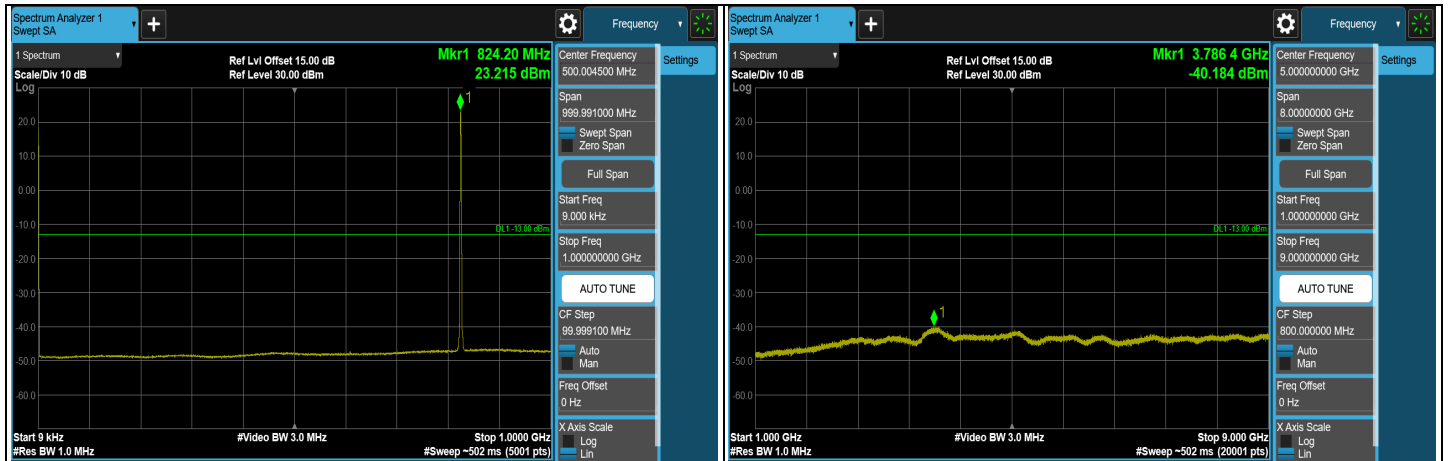 Spectrum Analyzer 1
Swept SA
+
Frequency
1 Spectrum
Scale/Div 10 dB
Log
Ref Lvl Offset 15.00 dB
Ref Level 30.00 dBm
Mkr1 824.20 MHz
23.215 dBm
1
20.0
10.0
0.00
-10.0
-20.0
-30.0
-40.0
-50.0
-60.0
DL1 -13.00 dBm
Start 9 kHz
#Res BW 1.0 MHz
#Video BW 3.0 MHz
Stop 1.0000 GHz
#Sweep ~502 ms (5001 pts)
Center Frequency
500.004500 MHz
Settings
Span
999.991000 MHz
Swept Span
Zero Span
Full Span
Start Freq
9.000 kHz
Stop Freq
1.000000000 GHz
AUTO TUNE
CF Step
99.999100 MHz
Auto
Man
Freq Offset
0 Hz
X Axis Scale
Log
Lin
Spectrum Analyzer 1
Swept SA
+
Frequency
1 Spectrum
Scale/Div 10 dB
Log
Ref Lvl Offset 15.00 dB
Ref Level 30.00 dBm
Mkr1 3.786 4 GHz
-40.184 dBm
1
20.0
10.0
0.00
-10.0
-20.0
-30.0
-40.0
-50.0
-60.0
DL1 -13.00 dBm
Start 1.000 GHz
#Res BW 1.0 MHz
#Video BW 3.0 MHz
Stop 9.000 GHz
#Sweep ~502 ms (20001 pts)
Center Frequency
5.000000000 GHz
Settings
Span
8.00000000 GHz
Swept Span
Zero Span
Full Span
Start Freq
1.000000000 GHz
Stop Freq
9.000000000 GHz
AUTO TUNE
CF Step
800.000000 MHz
Auto
Man
Freq Offset
0 Hz
X Axis Scale
Log
Lin